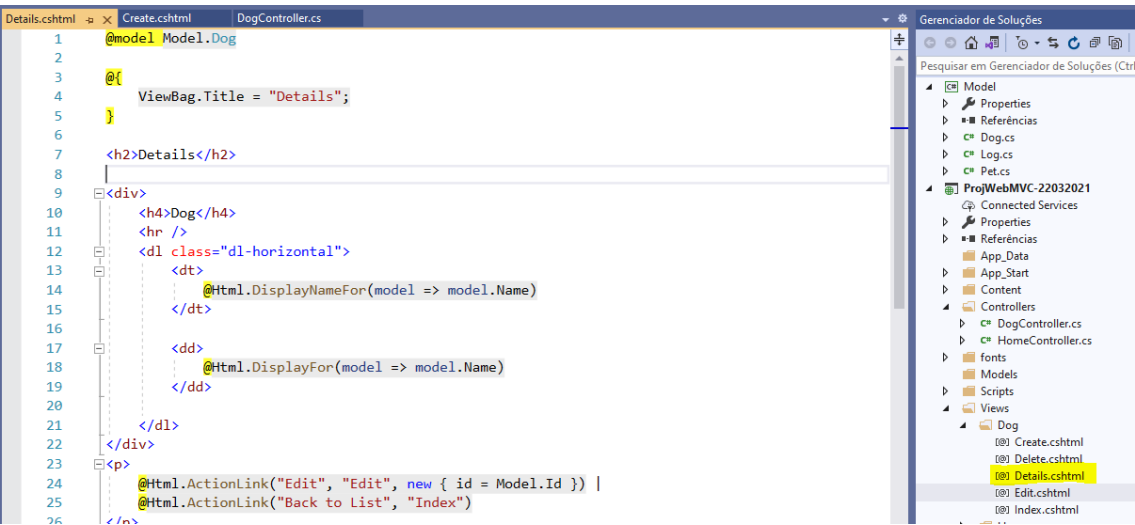 Details.cshtml Create.cshtml DogController.cs
1 @model Model.Dog
2
3 @{
4 ViewBag.Title = "Details";
5 }
6
7 <h2>Details</h2>
8
9 <div>
10 <h4>Dog</h4>
11 <hr />
12 <dl class="dl-horizontal">
13 <dt>
14 @Html.DisplayNameFor(model => model.Name)
15 </dt>
16
17 <dd>
18 @Html.DisplayFor(model => model.Name)
19 </dd>
20
21 </dl>
22 </div>
23 <p>
24 @Html.ActionLink("Edit", "Edit", new { id = Model.Id }) |
25 @Html.ActionLink("Back to List", "Index")
26 </p>
Gerenciador de Soluções
Pesquisar em Gerenciador de Soluções (Ctrl
C# Model
Properties
Referências
C# Dog.cs
C# Log.cs
C# Pet.cs
ProjWebMVC-22032021
Connected Services
Properties
Referências
App_Data
App_Start
Content
Controllers
C# DogController.cs
C# HomeController.cs
fonts
Models
Scripts
Views
Dog
[@] Create.cshtml
[@] Delete.cshtml
[@] Details.cshtml
[@] Edit.cshtml
[@] Index.cshtml